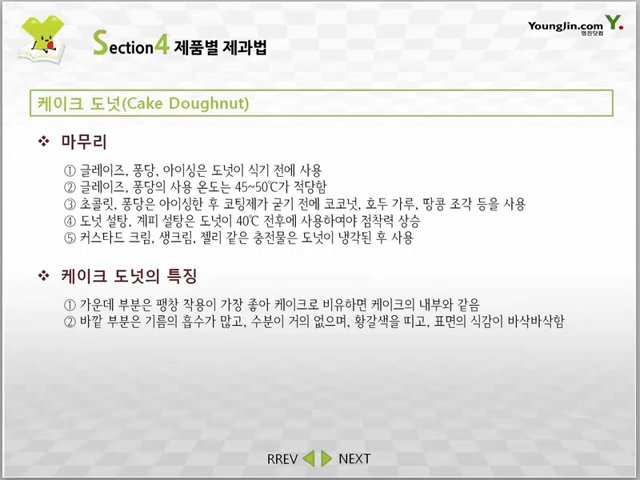 Section4 제품별 제과법
YoungJin.com Y.
영진닷컴
케이크 도넛(Cake Doughnut)
❖ 마무리
① 글레이즈, 퐁당, 아이싱은 도넛이 식기 전에 사용
② 글레이즈, 퐁당의 사용 온도는 45~50℃가 적당함
③ 초콜릿, 퐁당은 아이싱한 후 코팅제가 굳기 전에 코코넛, 호두 가루, 땅콩 조각 등을 사용
④ 도넛 설탕, 계피 설탕은 도넛이 40℃ 전후에 사용하여야 점착력 상승
⑤ 커스타드 크림, 생크림, 젤리 같은 충전물은 도넛이 냉각된 후 사용
❖ 케이크 도넛의 특징
① 가운데 부분은 팽창 작용이 가장 좋아 케이크로 비유하면 케이크의 내부와 같음
② 바깥 부분은 기름의 흡수가 많고, 수분이 거의 없으며, 황갈색을 띠고, 표면의 식감이 바삭바삭함
RREV NEXT